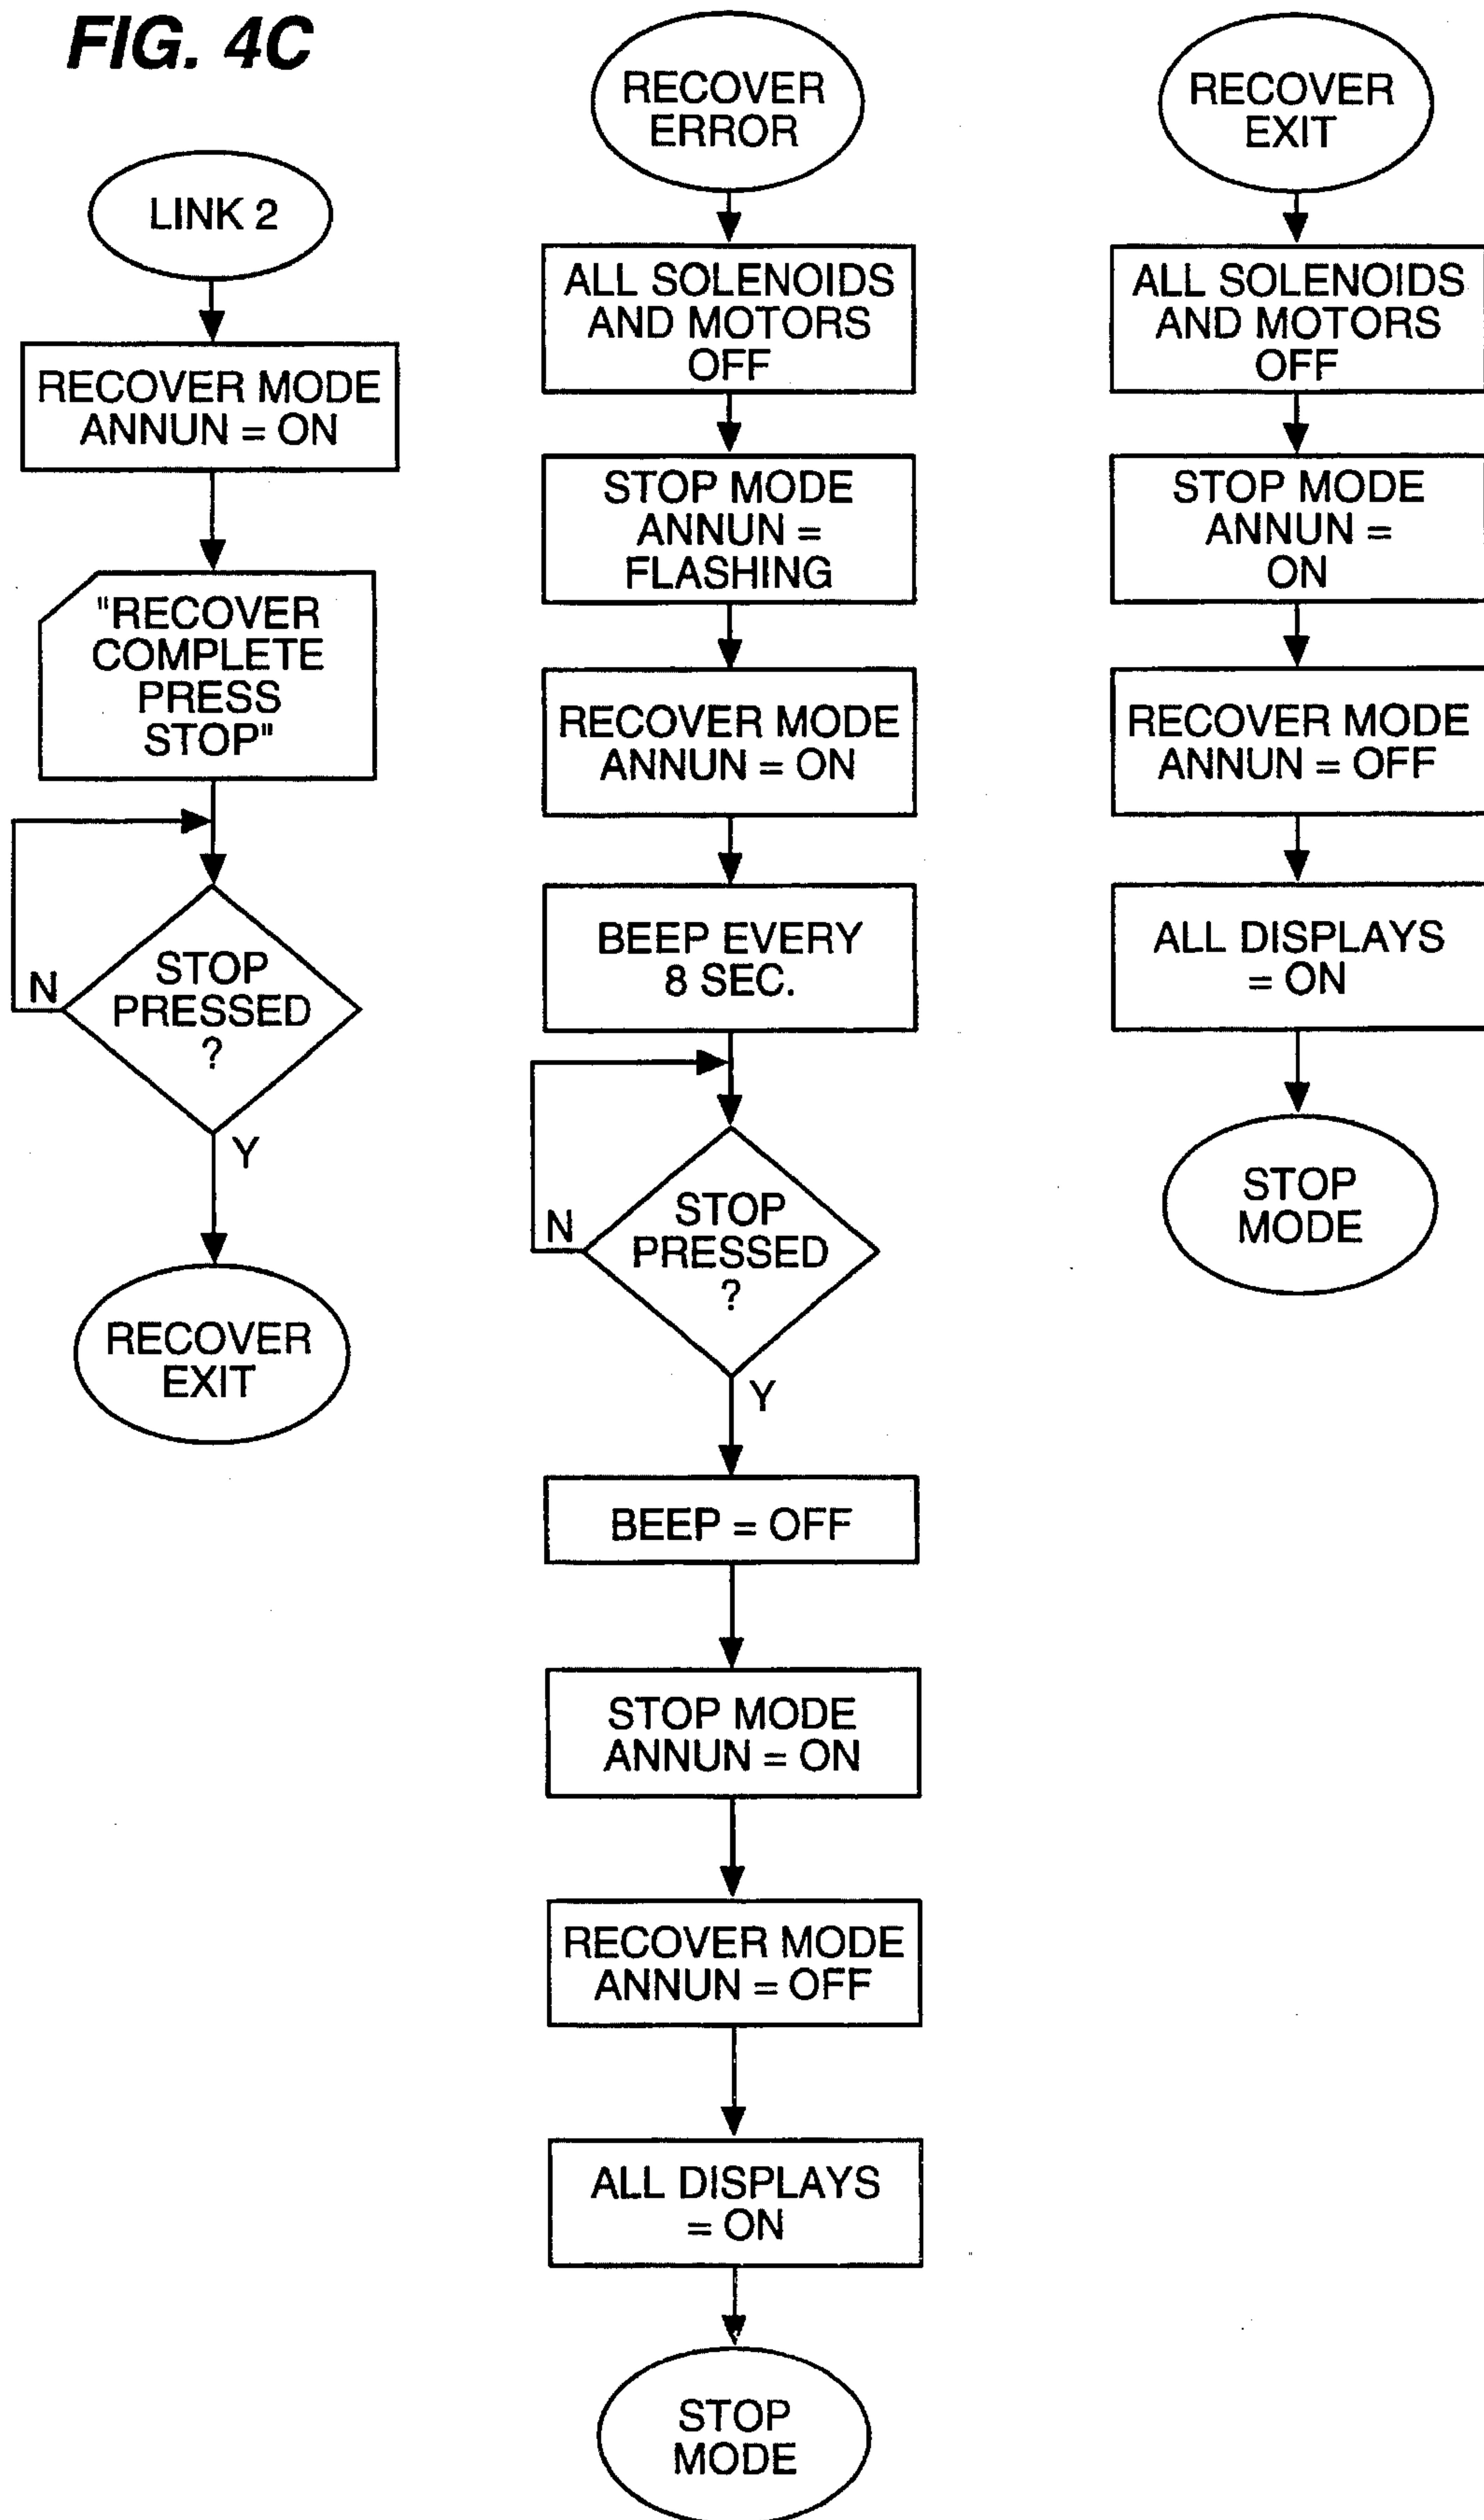 FIG. 4C
LINK 2
RECOVER MODE
ANNUN = ON
"RECOVER
COMPLETE
PRESS
STOP"
STOP
PRESSED
?
N
Y
RECOVER
EXIT
RECOVER
ERROR
ALL SOLENOIDS
AND MOTORS
OFF
STOP MODE
ANNUN =
FLASHING
RECOVER MODE
ANNUN = ON
BEEP EVERY
8 SEC.
STOP
PRESSED
?
N
Y
BEEP = OFF
STOP MODE
ANNUN = ON
RECOVER MODE
ANNUN = OFF
ALL DISPLAYS
= ON
STOP
MODE
RECOVER
EXIT
ALL SOLENOIDS
AND MOTORS
OFF
STOP MODE
ANNUN =
ON
RECOVER MODE
ANNUN = OFF
ALL DISPLAYS
= ON
STOP
MODE